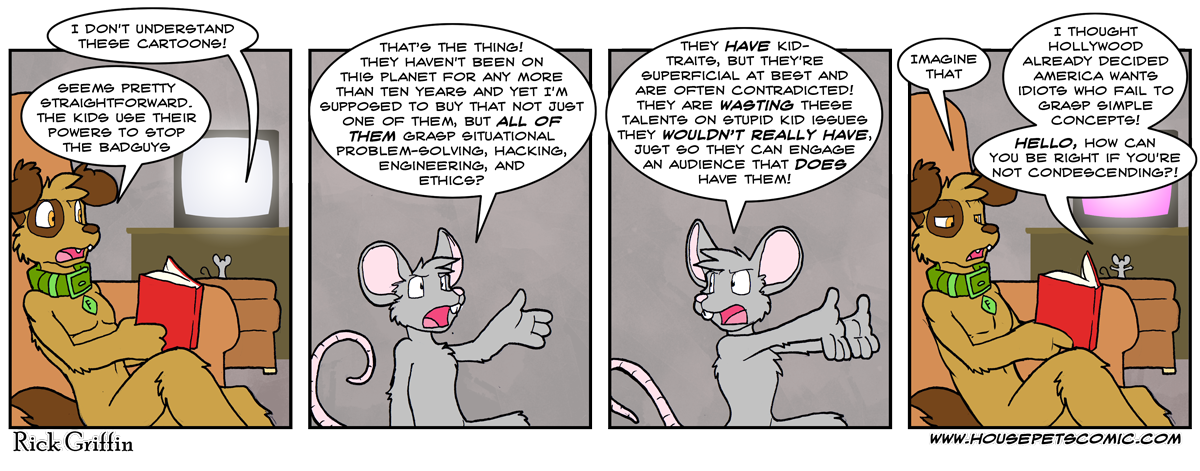 I DON'T UNDERSTAND
THESE CARTOONS!
SEEMS PRETTY
STRAIGHTFORWARD.
THE KIDS USE THEIR
POWERS TO STOP
THE BADGUYS
THAT'S THE THING!
THEY HAVEN'T BEEN ON
THIS PLANET FOR ANY MORE
THAN TEN YEARS AND YET I'M
SUPPOSED TO BUY THAT NOT JUST
ONE OF THEM, BUT ALL OF
THEM GRASP SITUATIONAL
PROBLEM-SOLVING, HACKING,
ENGINEERING, AND
ETHICS?
THEY HAVE KID-
TRAITS, BUT THEY'RE
SUPERFICIAL AT BEST AND
ARE OFTEN CONTRADICTED!
THEY ARE WASTING THESE
TALENTS ON STUPID KID ISSUES
THEY WOULDN'T REALLY HAVE,
JUST SO THEY CAN ENGAGE
AN AUDIENCE THAT DOES
HAVE THEM!
IMAGINE
THAT
I THOUGHT
HOLLYWOOD
ALREADY DECIDED
AMERICA WANTS
IDIOTS WHO FAIL TO
GRASP SIMPLE
CONCEPTS!
HELLO, HOW CAN
YOU BE RIGHT IF YOU'RE
NOT CONDESCENDING?!
F
Rick Griffin
WWW.HOUSEPETSCOMIC.COM